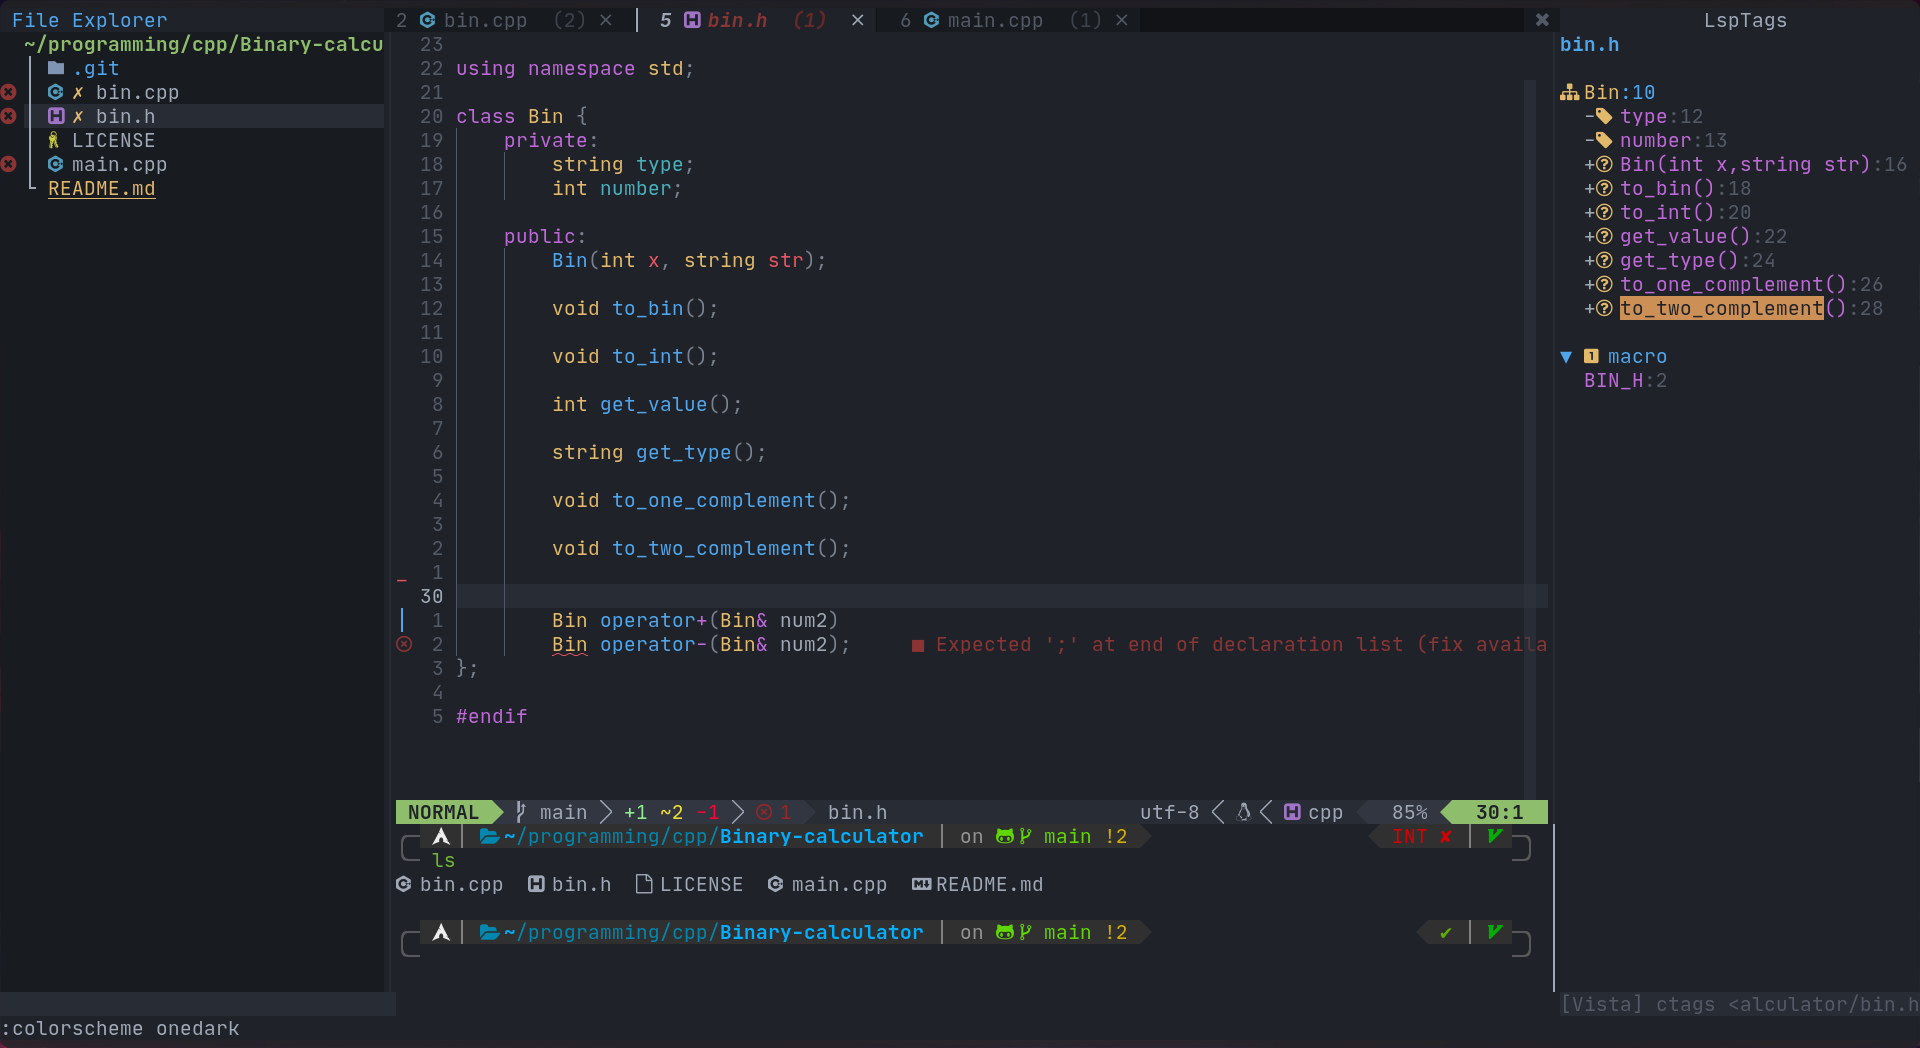 File Explorer
~/programming/cpp/Binary-calcu
.git
✗ bin.cpp
✗ bin.h
LICENSE
main.cpp
README.md
2 bin.cpp (2) ×
5 bin.h (1) ×
6 main.cpp (1) ×
23
22 using namespace std;
21
20 class Bin {
19 private:
18 string type;
17 int number;
16
15 public:
14 Bin(int x, string str);
13
12 void to_bin();
11
10 void to_int();
9
8 int get_value();
7
6 string get_type();
5
4 void to_one_complement();
3
2 void to_two_complement();
1
30
1 Bin operator+(Bin& num2)
2 Bin operator-(Bin& num2); ■ Expected ';' at end of declaration list (fix availa
3 };
4
5 #endif
NORMAL main +1 ~2 -1 1 bin.h utf-8 cpp 85% 30:1
~/programming/cpp/Binary-calculator on main !2 INT ✘
ls
bin.cpp bin.h LICENSE main.cpp README.md
~/programming/cpp/Binary-calculator on main !2 ✔
LspTags
bin.h
Bin:10
-type:12
-number:13
+Bin(int x,string str):16
+to_bin():18
+to_int():20
+get_value():22
+get_type():24
+to_one_complement():26
+to_two_complement():28
▼ 1 macro
BIN_H:2
[Vista] ctags <alculator/bin.h
:colorscheme onedark